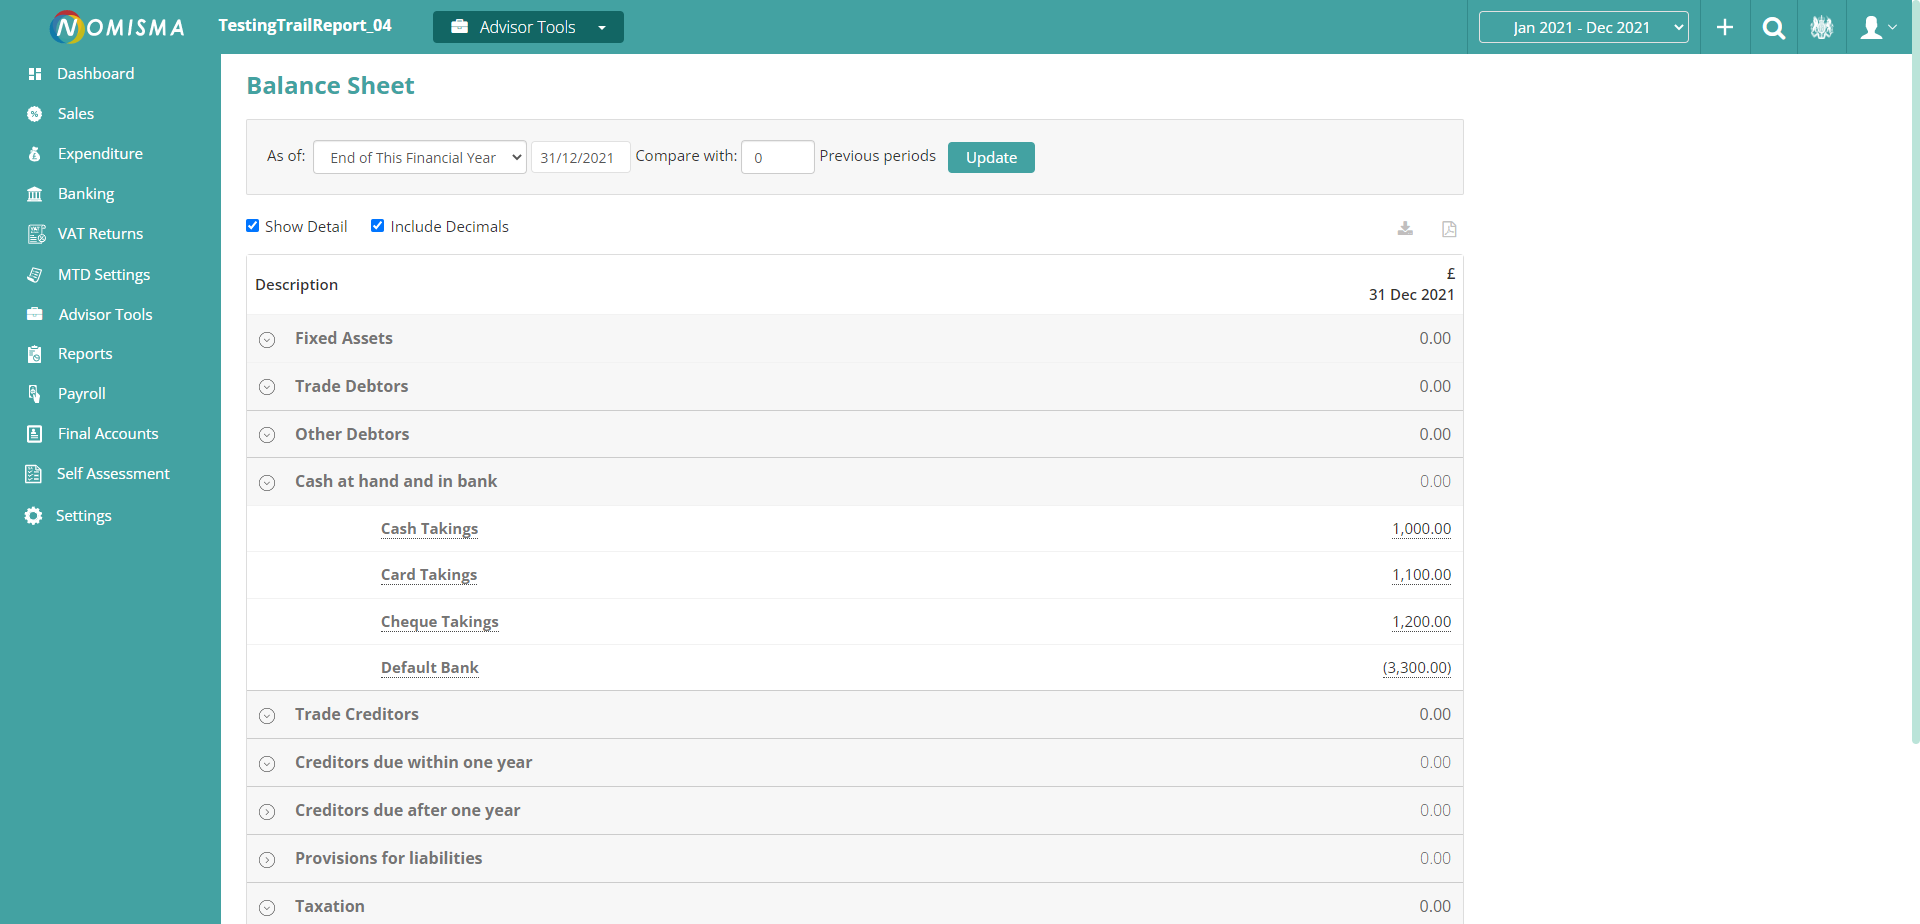 NOMISMA
TestingTrailReport_04
Advisor Tools
Jan 2021 - Dec 2021
Dashboard
Sales
Expenditure
Banking
VAT Returns
MTD Settings
Advisor Tools
Reports
Payroll
Final Accounts
Self Assessment
Settings
Balance Sheet
As of: End of This Financial Year 31/12/2021 Compare with: 0 Previous periods Update
Show Detail Include Decimals
£
Description 31 Dec 2021
Fixed Assets 0.00
Trade Debtors 0.00
Other Debtors 0.00
Cash at hand and in bank 0.00
Cash Takings 1,000.00
Card Takings 1,100.00
Cheque Takings 1,200.00
Default Bank (3,300.00)
Trade Creditors 0.00
Creditors due within one year 0.00
Creditors due after one year 0.00
Provisions for liabilities 0.00
Taxation 0.00